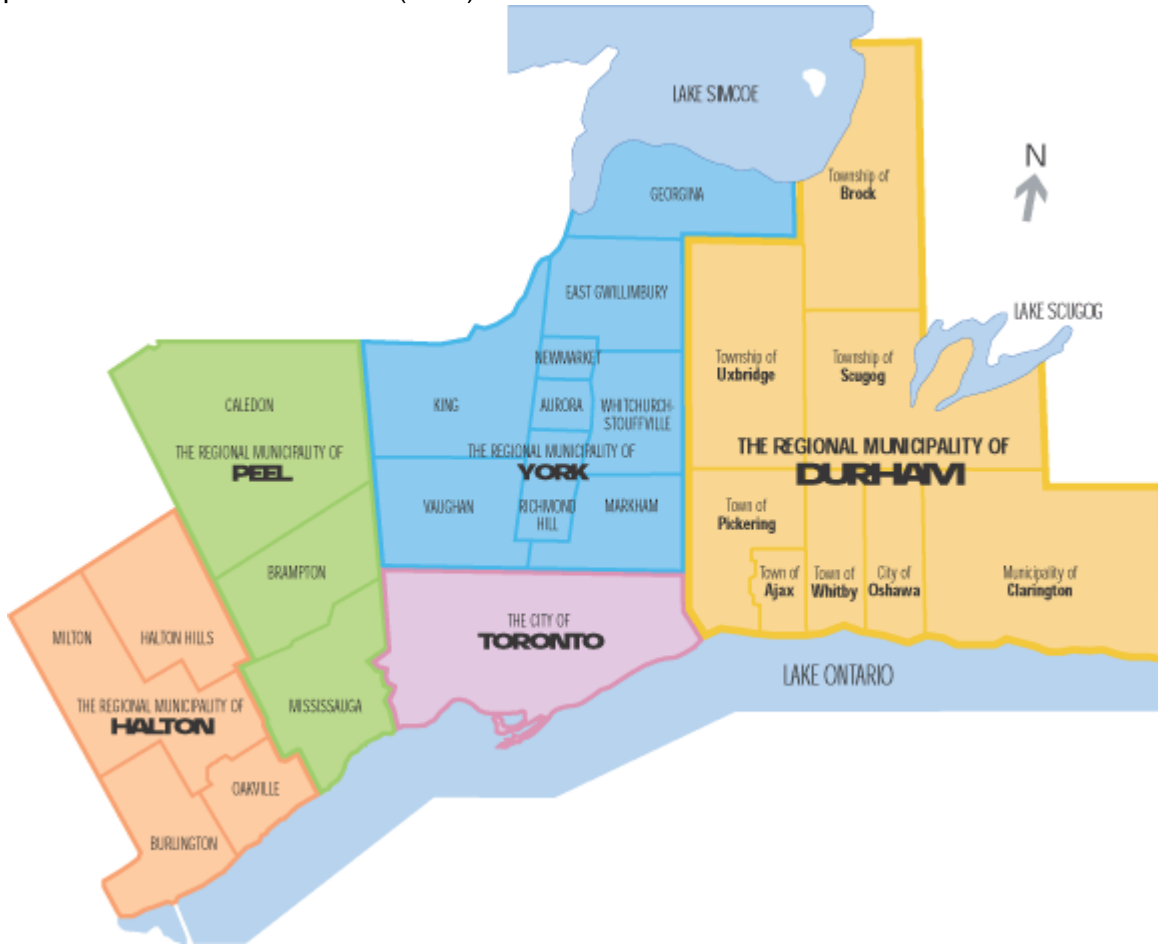 LAKE SIMCOE
N
Township of
Brock
GEORGINA
EAST GWILLIMBURY
LAKE SCUGOG
NEWMARKET
Township of
Uxbridge
Township of
Scugog
CALEDON
KING
AURORA
WHITCHURCH-
STOUFFVILLE
THE REGIONAL MUNICIPALITY OF
PEEL
THE REGIONAL MUNICIPALITY OF
YORK
THE REGIONAL MUNICIPALITY OF
DURHAM
VAUGHAN
RICHMOND
HILL
MARKHAM
Town of
Pickering
BRAMPTON
Town of
Ajax
Town of
Whitby
City of
Oshawa
Municipality of
Clarington
MILTON
HALTON HILLS
THE CITY OF
TORONTO
LAKE ONTARIO
THE REGIONAL MUNICIPALITY OF
HALTON
MISSISSAUGA
OAKVILLE
BURLINGTON